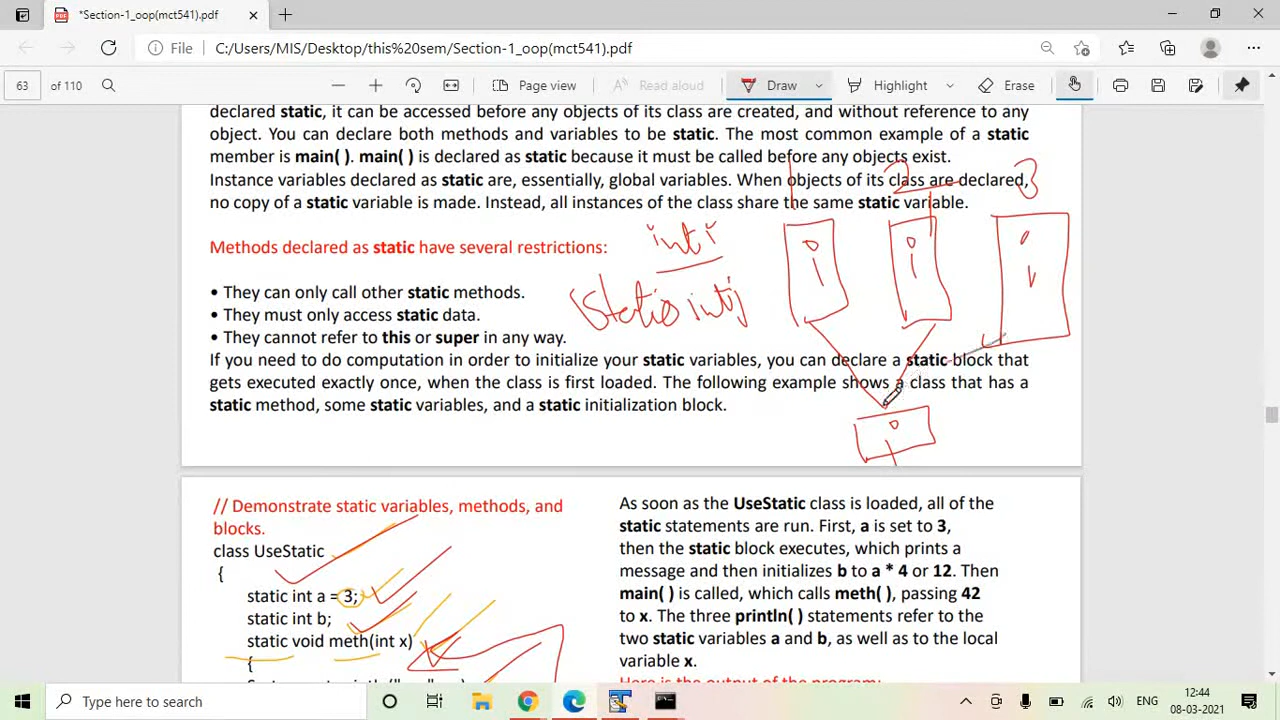 *Section-1_oop(mct541).pdf
File C:/Users/MIS/Desktop/this%20sem/Section-1_oop(mct541).pdf
63 of 110 Page view Read aloud Draw Highlight Erase
declared static, it can be accessed before any objects of its class are created, and without reference to any
object. You can declare both methods and variables to be static. The most common example of a static
member is main( ). main( ) is declared as static because it must be called before any objects exist.
Instance variables declared as static are, essentially, global variables. When objects of its class are declared,
no copy of a static variable is made. Instead, all instances of the class share the same static variable.
1 2 3
Methods declared as static have several restrictions:
int i
static int j
i i i
• They can only call other static methods.
• They must only access static data.
• They cannot refer to this or super in any way.
If you need to do computation in order to initialize your static variables, you can declare a static block that
gets executed exactly once, when the class is first loaded. The following example shows a class that has a
static method, some static variables, and a static initialization block.
// Demonstrate static variables, methods, and
blocks.
class UseStatic
{
static int a = 3;
static int b;
static void meth(int x)
{
As soon as the UseStatic class is loaded, all of the
static statements are run. First, a is set to 3,
then the static block executes, which prints a
message and then initializes b to a * 4 or 12. Then
main( ) is called, which calls meth( ), passing 42
to x. The three println( ) statements refer to the
two static variables a and b, as well as to the local
variable x.
Here is the output of the program:
Type here to search
ENG
12:44
08-03-2021